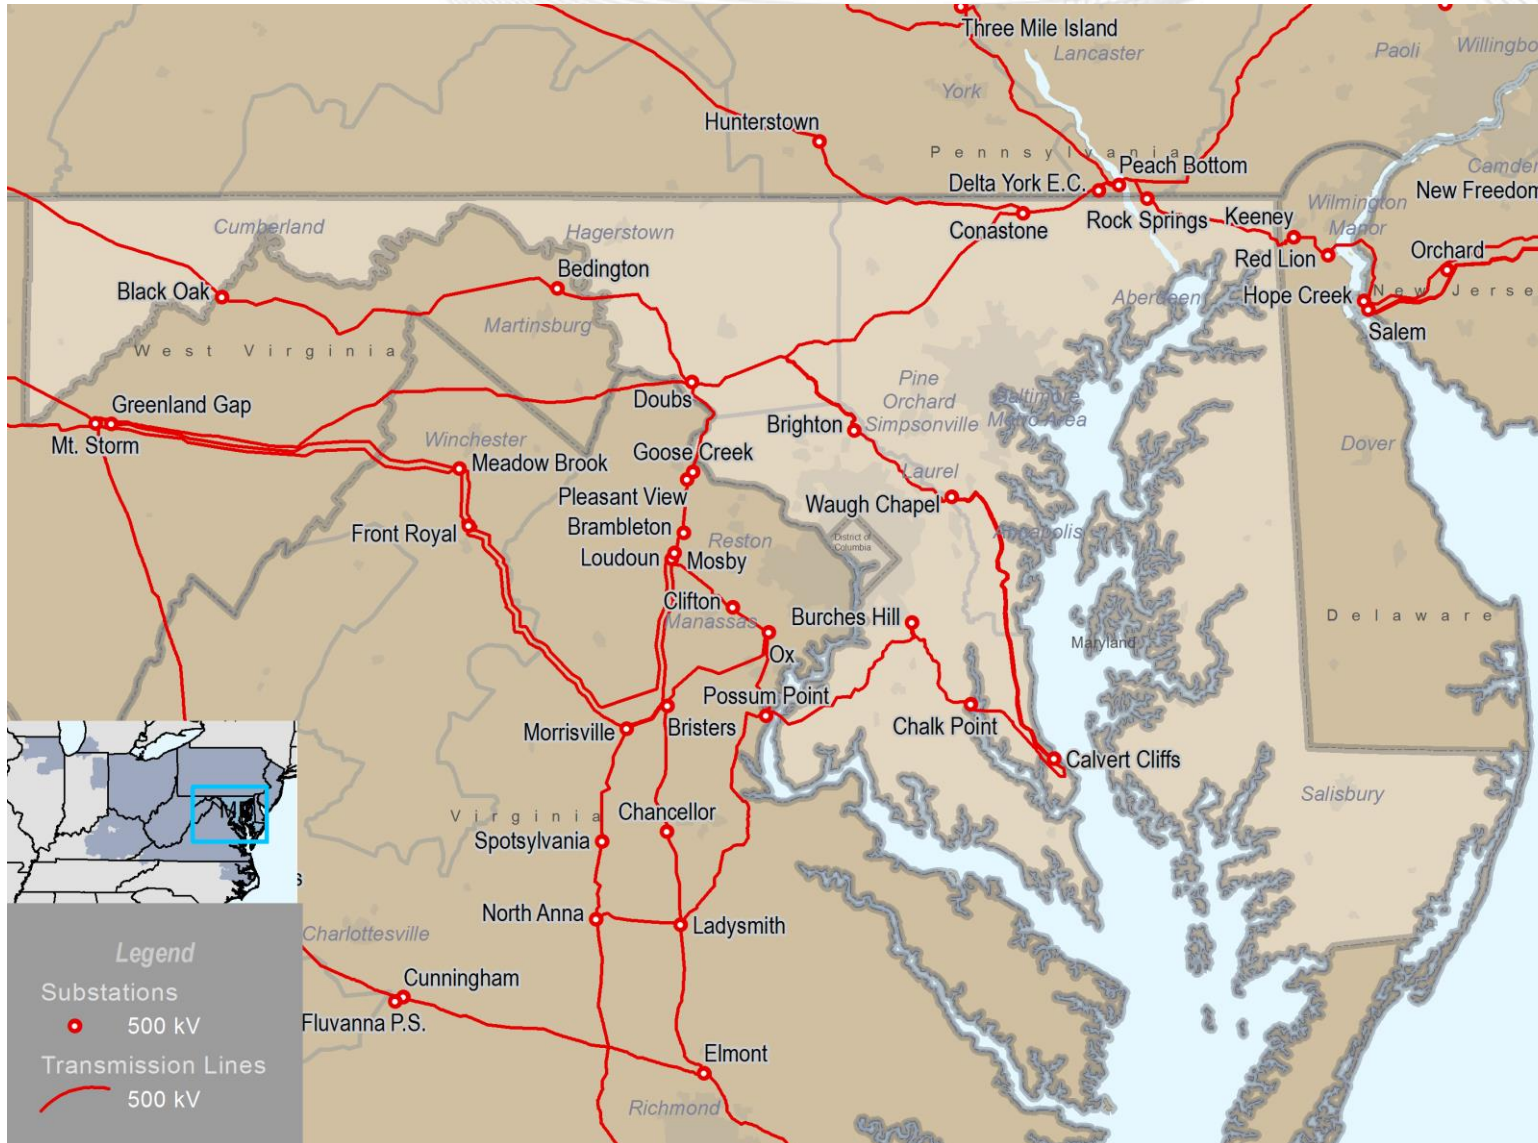 Three Mile Island
Lancaster
Paoli
Willingbo
York
Hunterstown
Pennsylvania
Peach Bottom
Camden
Delta York E.C.
New Freedom
Rock Springs
Wilmington
Manor
Keeney
Conastone
Cumberland
Hagerstown
Red Lion
Orchard
Bedington
Black Oak
Aberdeen
Hope Creek
New Jerse
Martinsburg
Salem
West Virginia
Pine
Orchard
Simpsonville
Doubs
Baltimore
Metro Area
Greenland Gap
Mt. Storm
Brighton
Winchester
Dover
Goose Creek
Meadow Brook
Laurel
Pleasant View
Waugh Chapel
Front Royal
Brambleton
Reston
District of
Columbia
Annapolis
Loudoun
Mosby
Clifton
Manassas
Burches Hill
Delaware
Maryland
Ox
Possum Point
Morrisville
Bristers
Chalk Point
Calvert Cliffs
Salisbury
Virginia
Chancellor
Spotsylvania
s
North Anna
Ladysmith
Charlottesville
Cunningham
Fluvanna P.S.
Elmont
Richmond
Legend
Substations
500 kV
Transmission Lines
500 kV